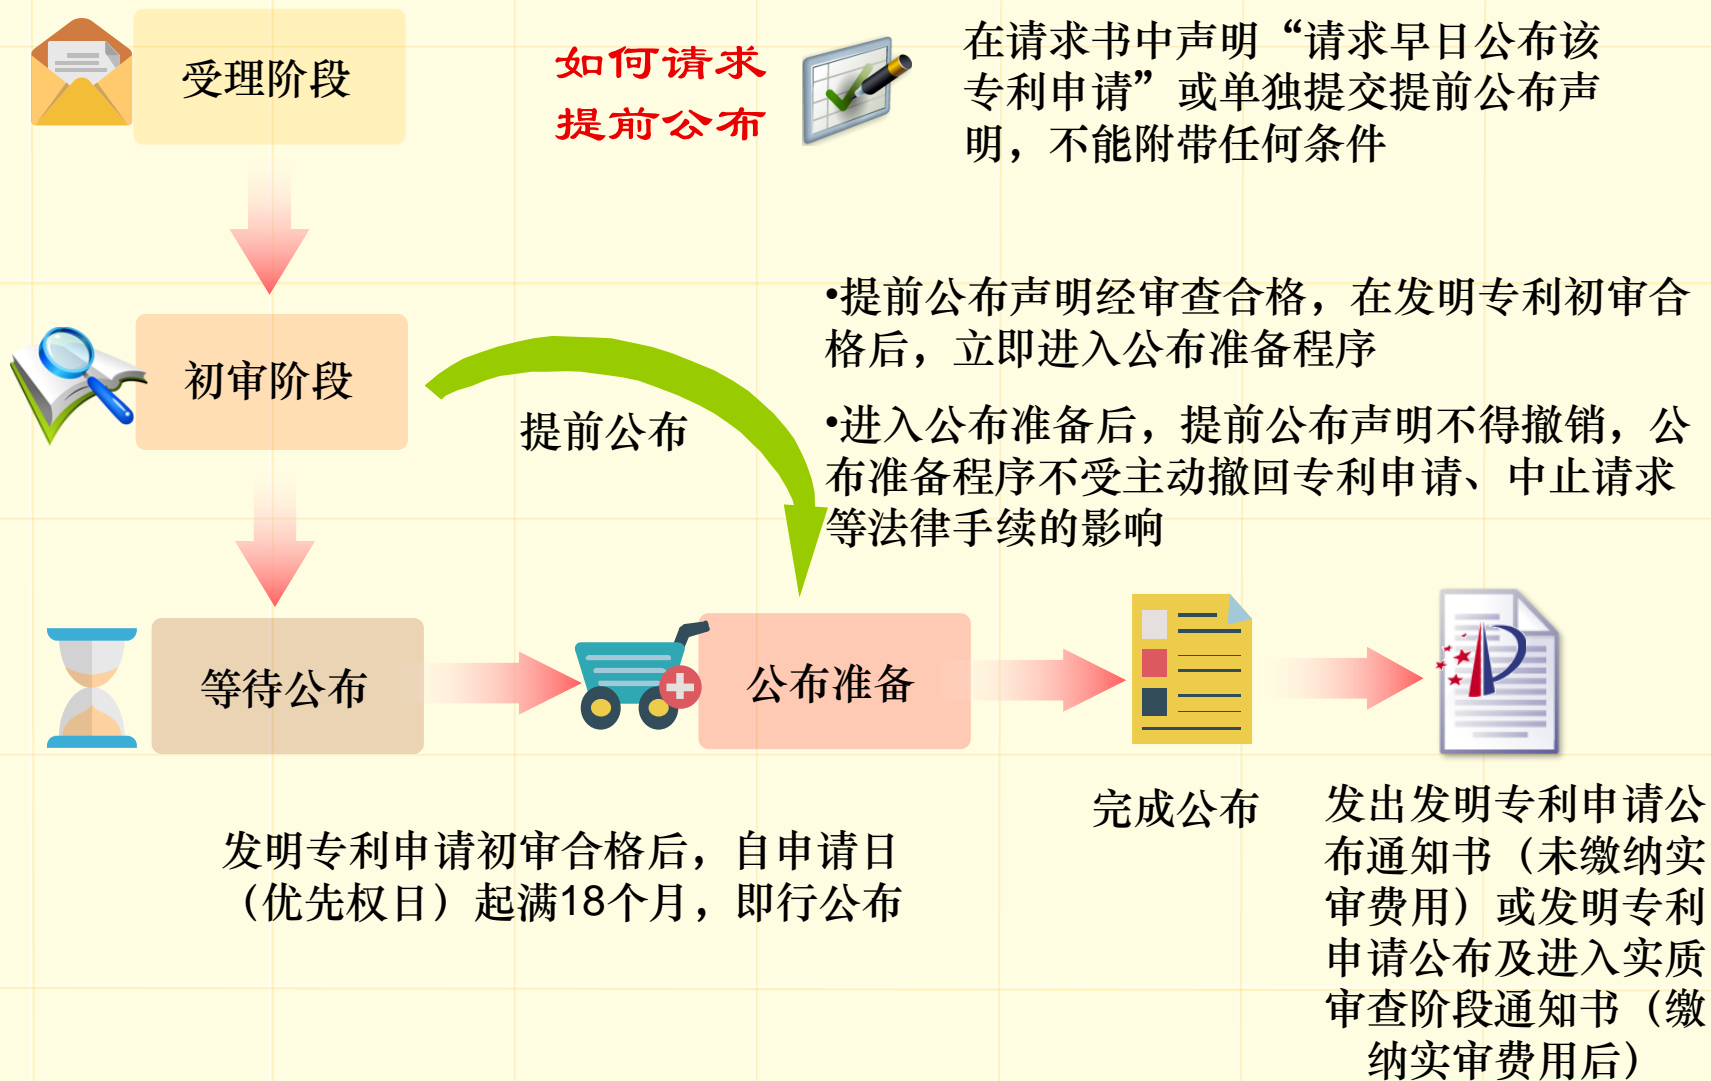 受理阶段
如何请求
提前公布
在请求书中声明“请求早日公布该
专利申请”或单独提交提前公布声
明，不能附带任何条件
初审阶段
提前公布
•提前公布声明经审查合格，在发明专利初审合
格后，立即进入公布准备程序
•进入公布准备后，提前公布声明不得撤销，公
布准备程序不受主动撤回专利申请、中止请求
等法律手续的影响
等待公布
公布准备
发明专利申请初审合格后，自申请日
（优先权日）起满18个月，即行公布
完成公布
发出发明专利申请公
布通知书（未缴纳实
审费用）或发明专利
申请公布及进入实质
审查阶段通知书（缴
纳实审费用后）